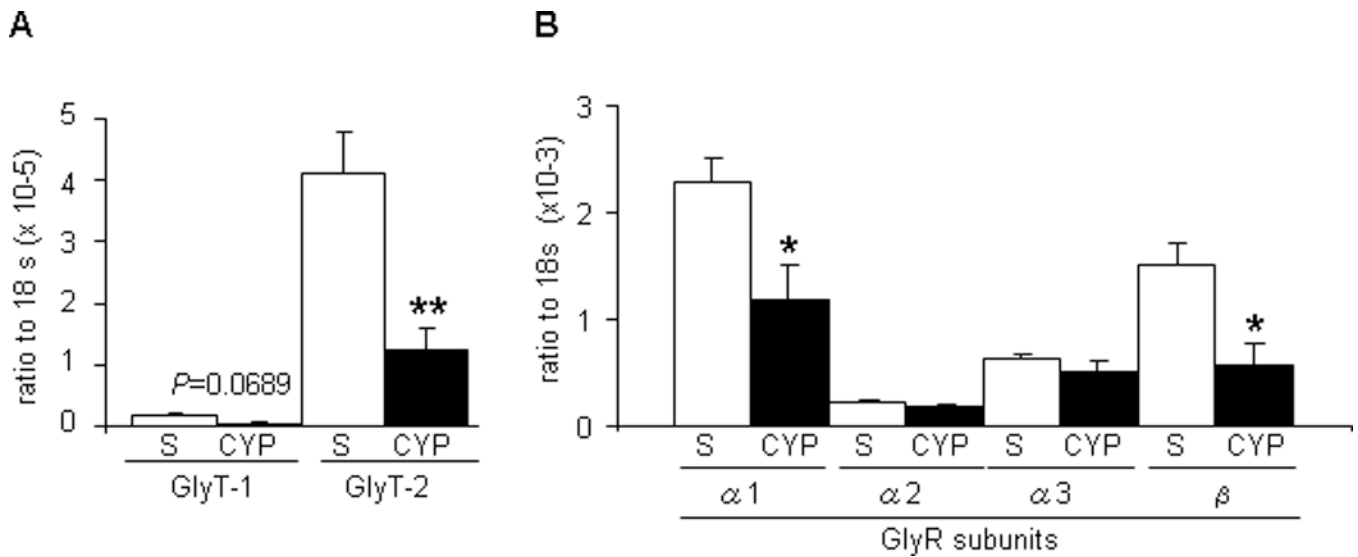 A
ratio to 18 s (x 10-5)
5
4
3
2
1
0
P=0.0689
**
S CYP S CYP
GlyT-1 GlyT-2
B
ratio to 18s (x10-3)
3
2
1
0
*
*
S CYP S CYP S CYP S CYP
α1 α2 α3 β
GlyR subunits